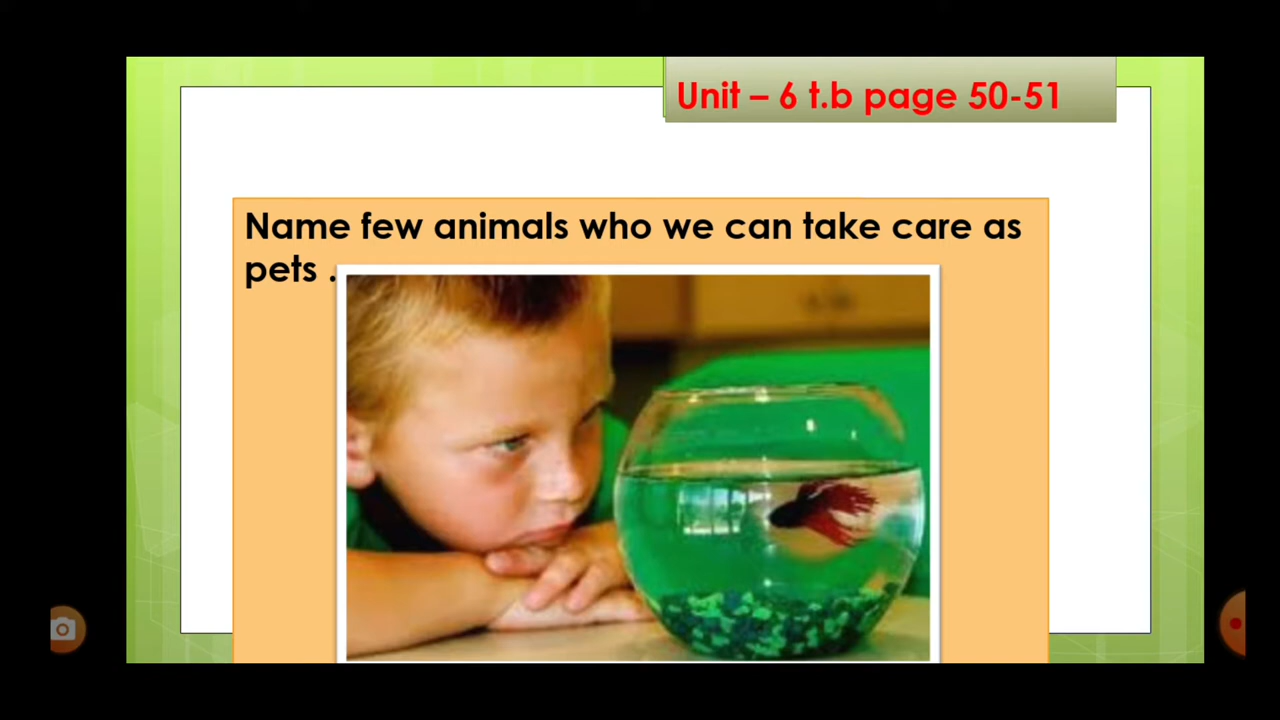 Unit – 6 t.b page 50-51
Name few animals who we can take care as
pets .